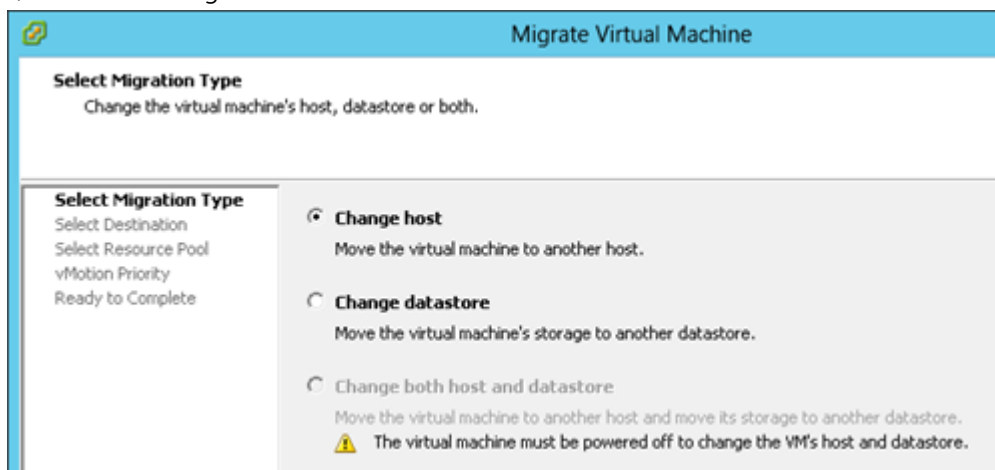 Migrate Virtual Machine
Select Migration Type
Change the virtual machine's host, datastore or both.
Select Migration Type
Select Destination
Select Resource Pool
vMotion Priority
Ready to Complete
Change host
Move the virtual machine to another host.
Change datastore
Move the virtual machine's storage to another datastore.
Change both host and datastore
Move the virtual machine to another host and move its storage to another datastore.
The virtual machine must be powered off to change the VM's host and datastore.